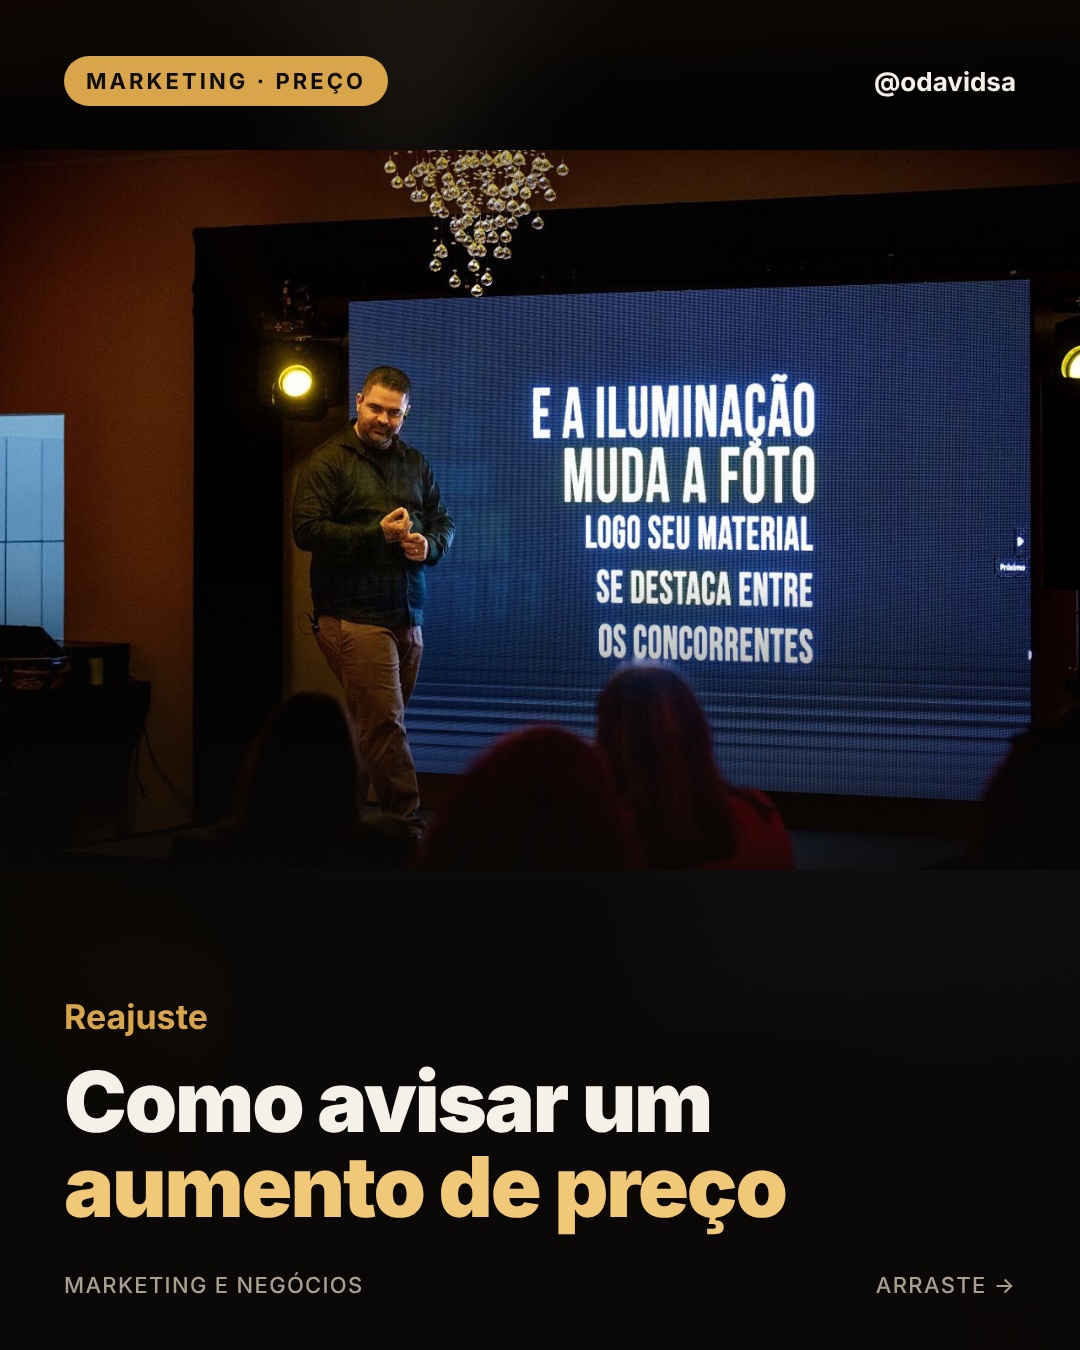 MARKETING · PREÇO
@odavidsa
E A ILUMINAÇÃO
MUDA A FOTO
LOGO SEU MATERIAL
SE DESTACA ENTRE
OS CONCORRENTES
Próximo
Reajuste
Como avisar um
aumento de preço
MARKETING E NEGÓCIOS
ARRASTE →